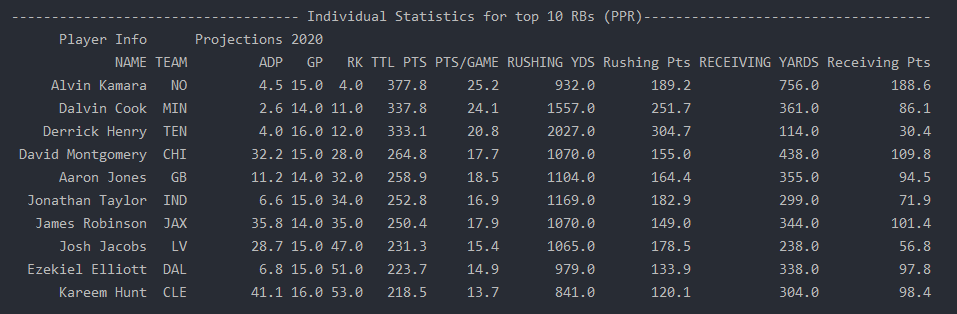 ------------------------------------ Individual Statistics for top 10 RBs (PPR)------------------------------------
Player Info Projections 2020
NAME TEAM ADP GP RK TTL PTS PTS/GAME RUSHING YDS Rushing Pts RECEIVING YARDS Receiving Pts
Alvin Kamara NO 4.5 15.0 4.0 377.8 25.2 932.0 189.2 756.0 188.6
Dalvin Cook MIN 2.6 14.0 11.0 337.8 24.1 1557.0 251.7 361.0 86.1
Derrick Henry TEN 4.0 16.0 12.0 333.1 20.8 2027.0 304.7 114.0 30.4
David Montgomery CHI 32.2 15.0 28.0 264.8 17.7 1070.0 155.0 438.0 109.8
Aaron Jones GB 11.2 14.0 32.0 258.9 18.5 1104.0 164.4 355.0 94.5
Jonathan Taylor IND 6.6 15.0 34.0 252.8 16.9 1169.0 182.9 299.0 71.9
James Robinson JAX 35.8 14.0 35.0 250.4 17.9 1070.0 149.0 344.0 101.4
Josh Jacobs LV 28.7 15.0 47.0 231.3 15.4 1065.0 178.5 238.0 56.8
Ezekiel Elliott DAL 6.8 15.0 51.0 223.7 14.9 979.0 133.9 338.0 97.8
Kareem Hunt CLE 41.1 16.0 53.0 218.5 13.7 841.0 120.1 304.0 98.4